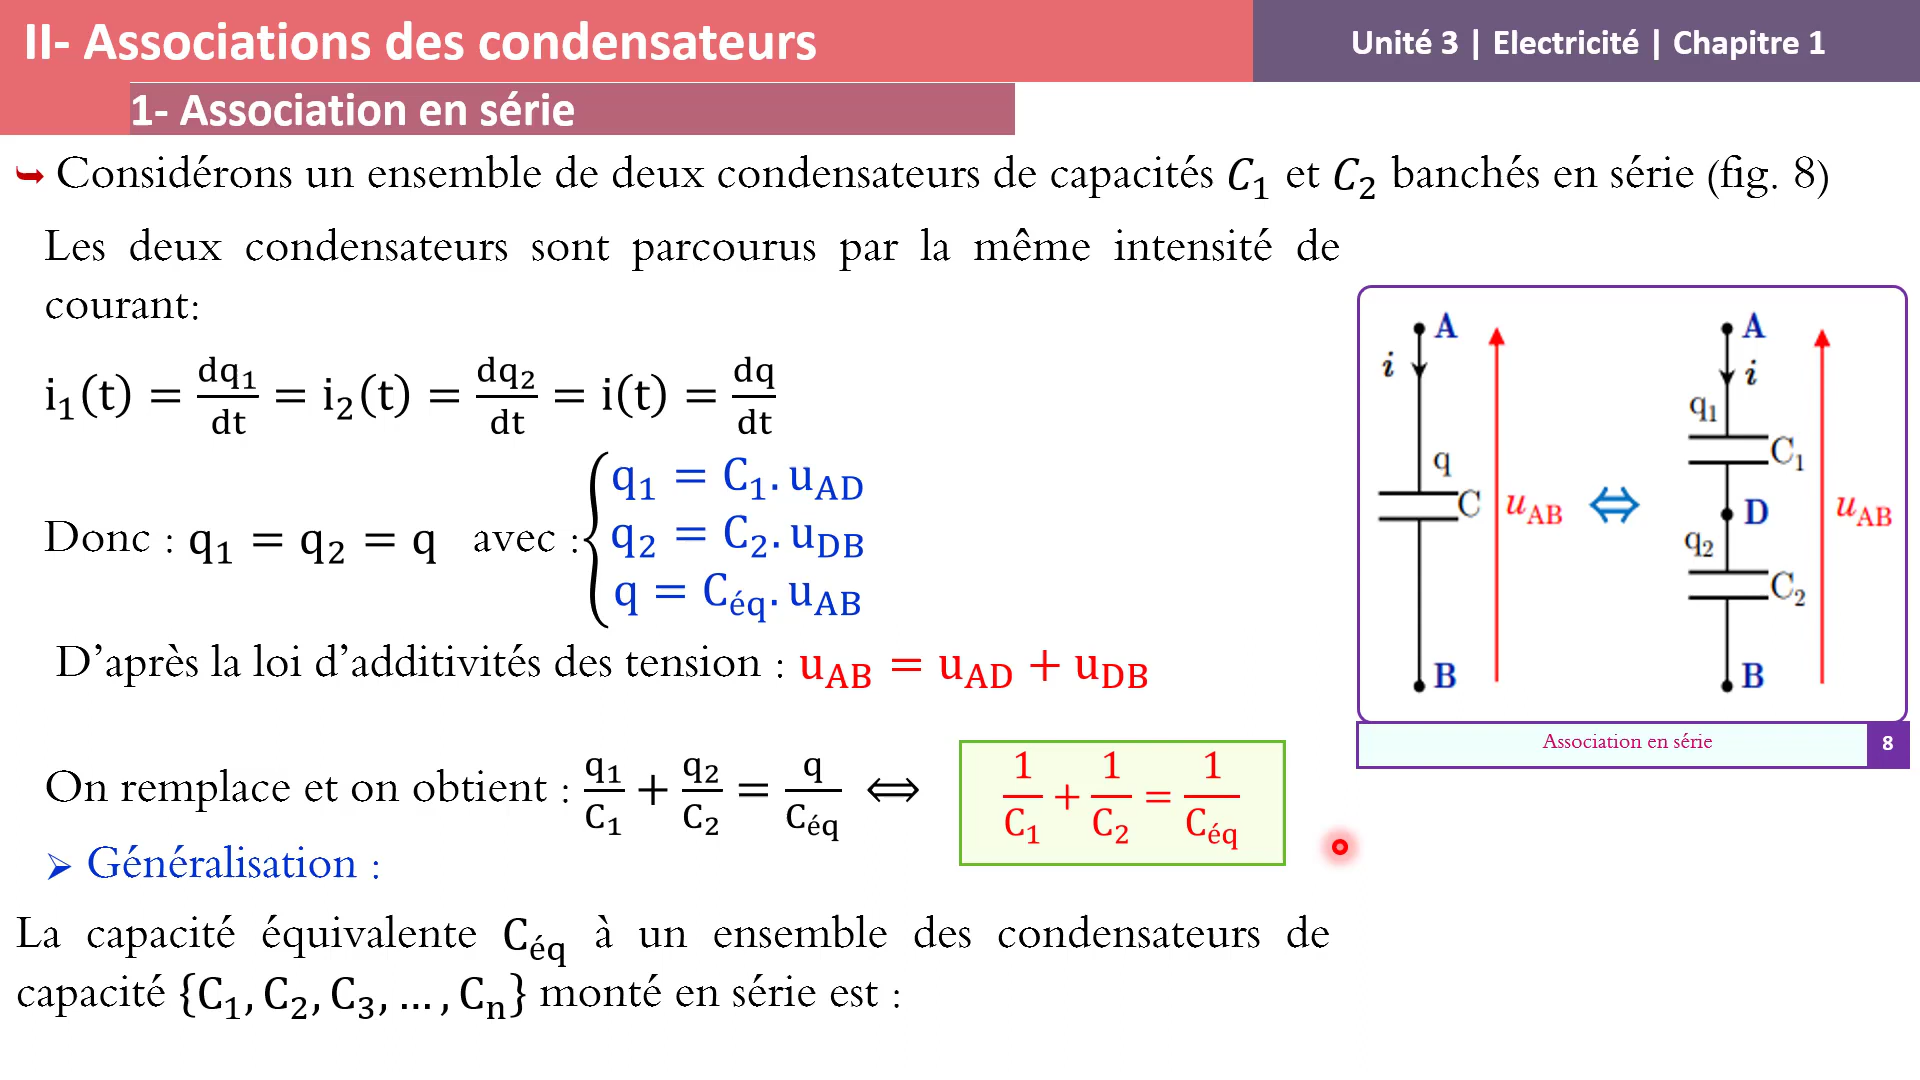 II- Associations des condensateurs
Unité 3 | Electricité | Chapitre 1
1- Association en série
➥ Considérons un ensemble de deux condensateurs de capacités C₁ et C₂ banchés en série (fig. 8)
Les deux condensateurs sont parcourus par la même intensité de
courant:
i₁(t) = dq₁/dt = i₂(t) = dq₂/dt = i(t) = dq/dt
Donc : q₁ = q₂ = q avec : { q₁ = C₁. u_AD
q₂ = C₂. u_DB
q = C_éq. u_AB
D'après la loi d'additivités des tension : u_AB = u_AD + u_DB
On remplace et on obtient : q₁/C₁ + q₂/C₂ = q/C_éq ⟺ 1/C₁ + 1/C₂ = 1/C_éq
➢ Généralisation :
La capacité équivalente C_éq à un ensemble des condensateurs de
capacité {C₁, C₂, C₃, … , Cₙ} monté en série est :
A
i
q
C
u_AB
B
⇔
A
i
q₁
C₁
D
u_AB
q₂
C₂
B
Association en série
8